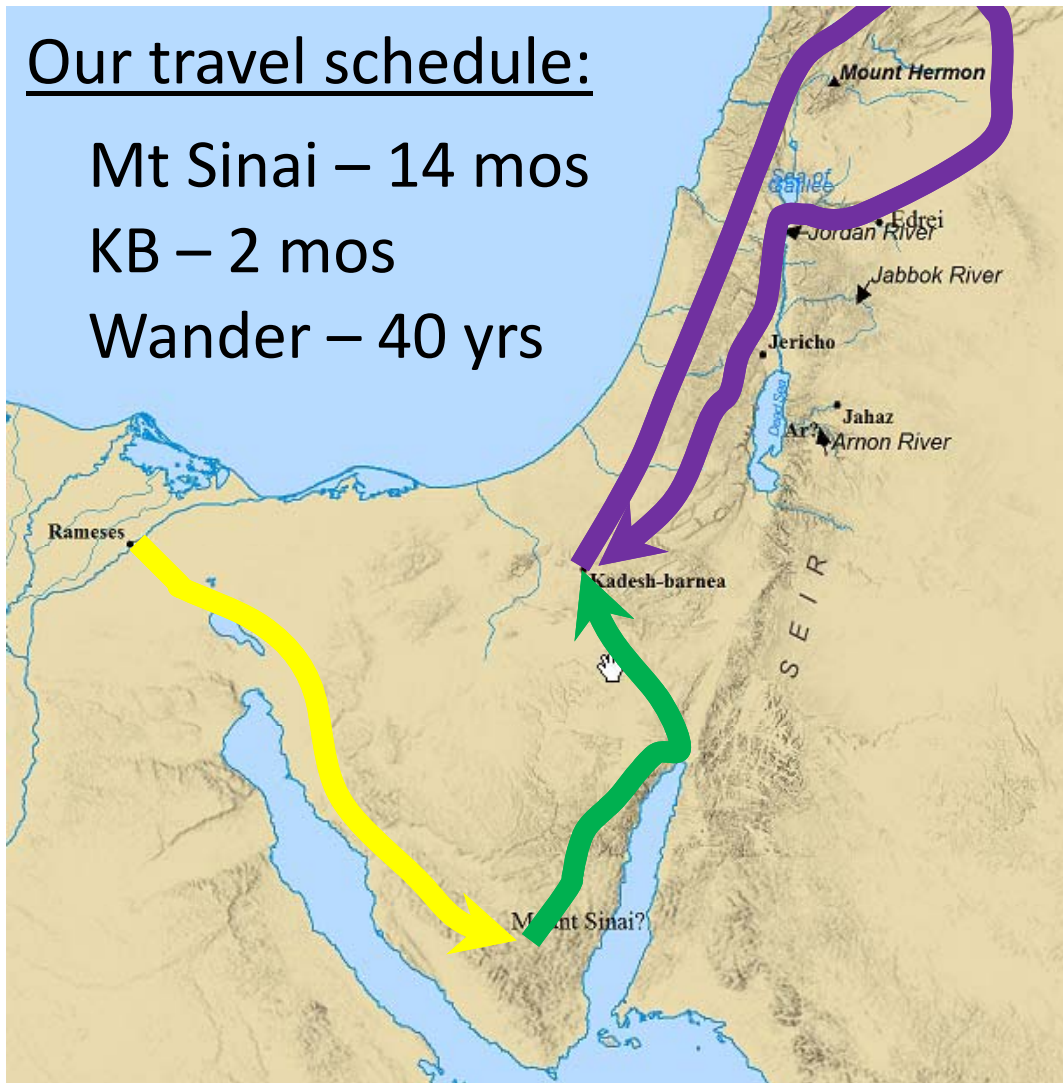 Our travel schedule:
Mt Sinai – 14 mos
KB – 2 mos
Wander – 40 yrs
Mount Hermon
Sea of
Galilee
Edrei
Jordan River
Jabbok River
Jericho
Dead Sea
Jahaz
Ar?
Arnon River
Rameses
Kadesh-barnea
SEIR
Mount Sinai?